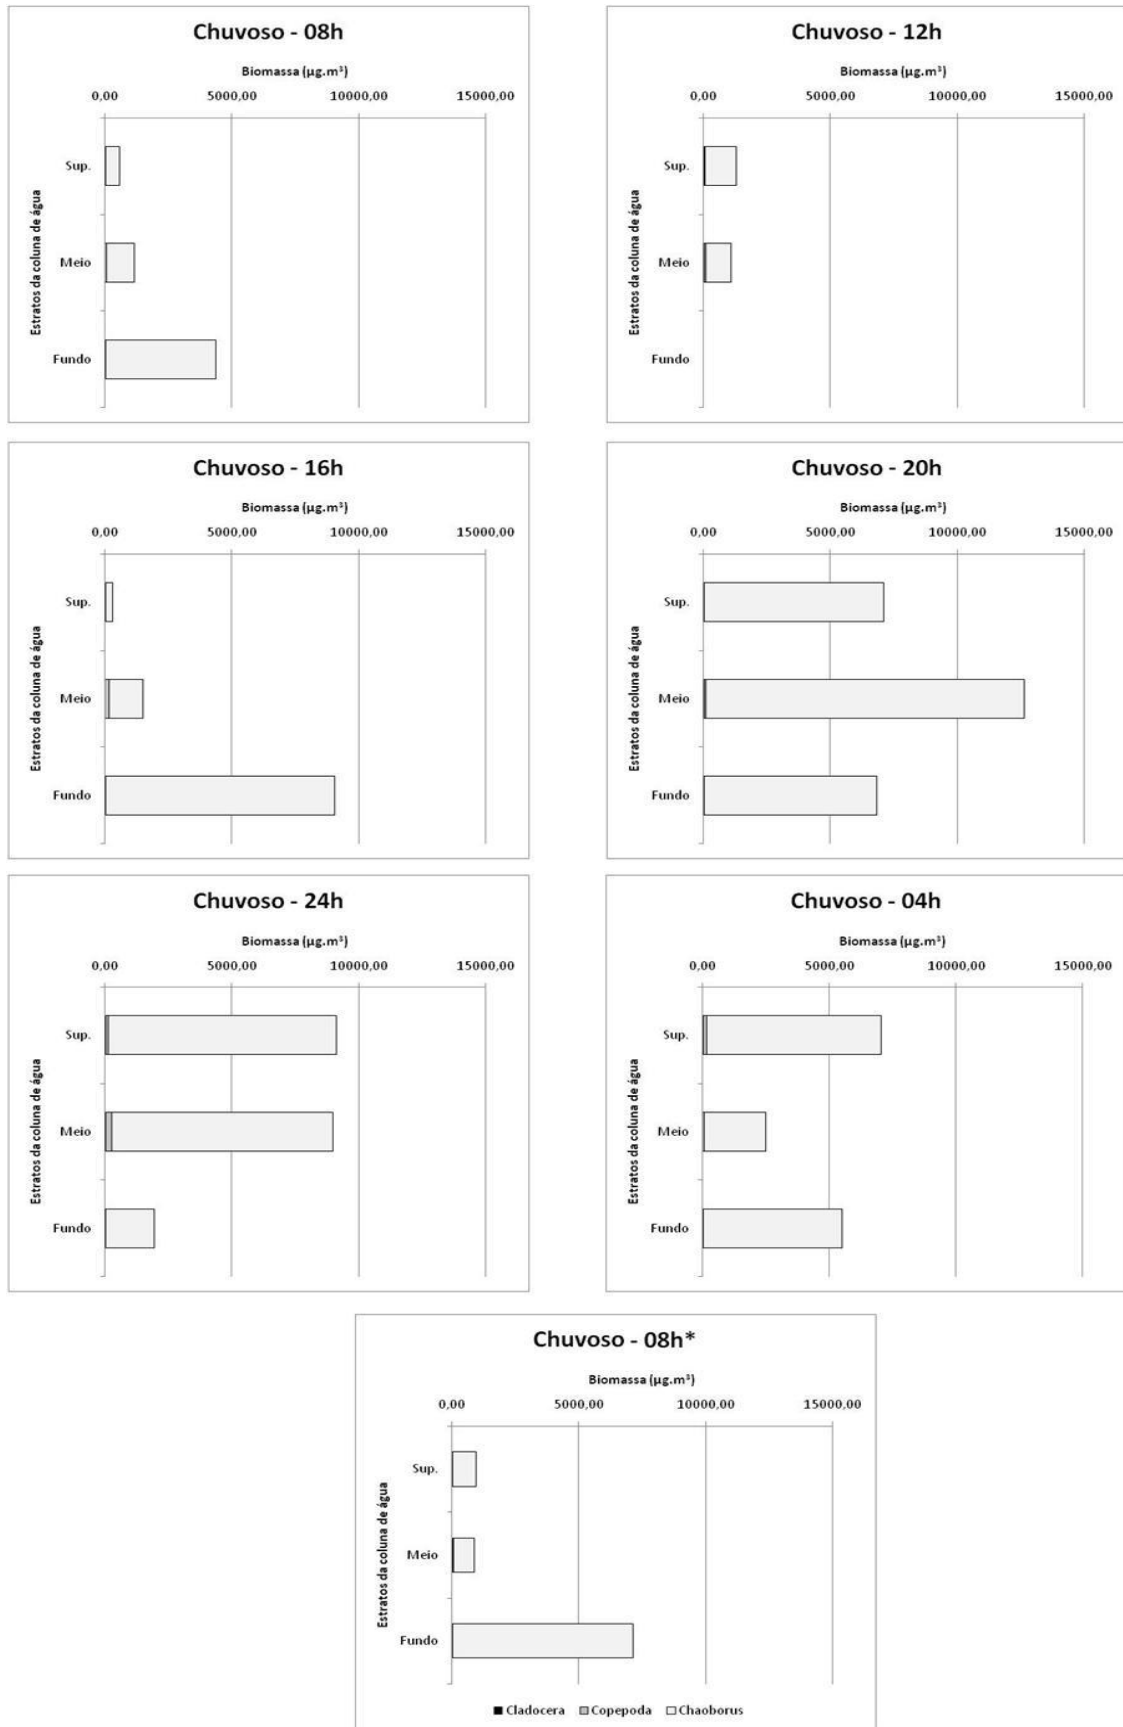 Chuvoso - 08h
Biomassa (µg.m³)
0,00 5000,00 10000,00 15000,00
Estratos da coluna de água
Sup.
Meio
Fundo
Chuvoso - 12h
Biomassa (µg.m³)
0,00 5000,00 10000,00 15000,00
Estratos da coluna de água
Sup.
Meio
Fundo
Chuvoso - 16h
Biomassa (µg.m³)
0,00 5000,00 10000,00 15000,00
Estratos da coluna de água
Sup.
Meio
Fundo
Chuvoso - 20h
Biomassa (µg.m³)
0,00 5000,00 10000,00 15000,00
Estratos da coluna de água
Sup.
Meio
Fundo
Chuvoso - 24h
Biomassa (µg.m³)
0,00 5000,00 10000,00 15000,00
Estratos da coluna de água
Sup.
Meio
Fundo
Chuvoso - 04h
Biomassa (µg.m³)
0,00 5000,00 10000,00 15000,00
Estratos da coluna de água
Sup.
Meio
Fundo
Chuvoso - 08h*
Biomassa (µg.m³)
0,00 5000,00 10000,00 15000,00
Estratos da coluna de água
Sup.
Meio
Fundo
Cladocera Copepoda Chaoborus